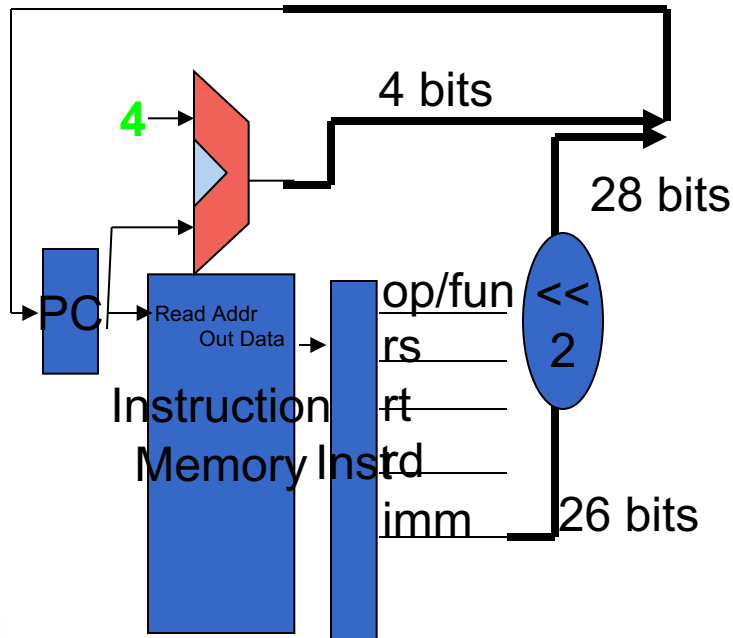 4 bits
4
28 bits
op/fun
<<
2
PC
Read Addr
Out Data
rs
Instruction
Memory
Inst
rt
rd
imm
26 bits